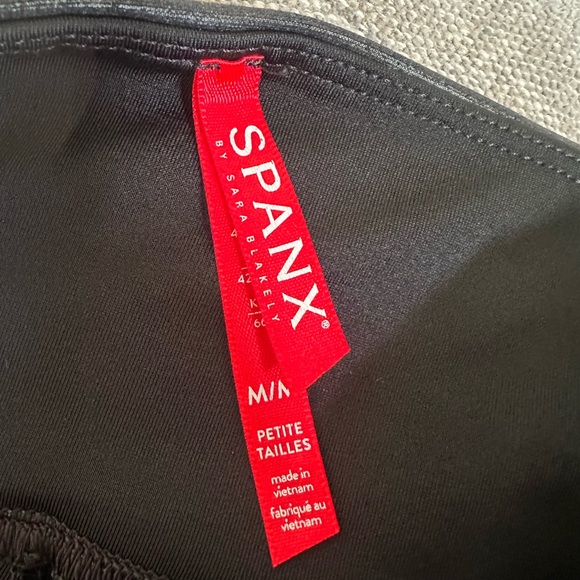 SPANX®
BY SARA BLAKELY
M/M
PETITE
TAILLES
made in
vietnam
fabriqué au
vietnam